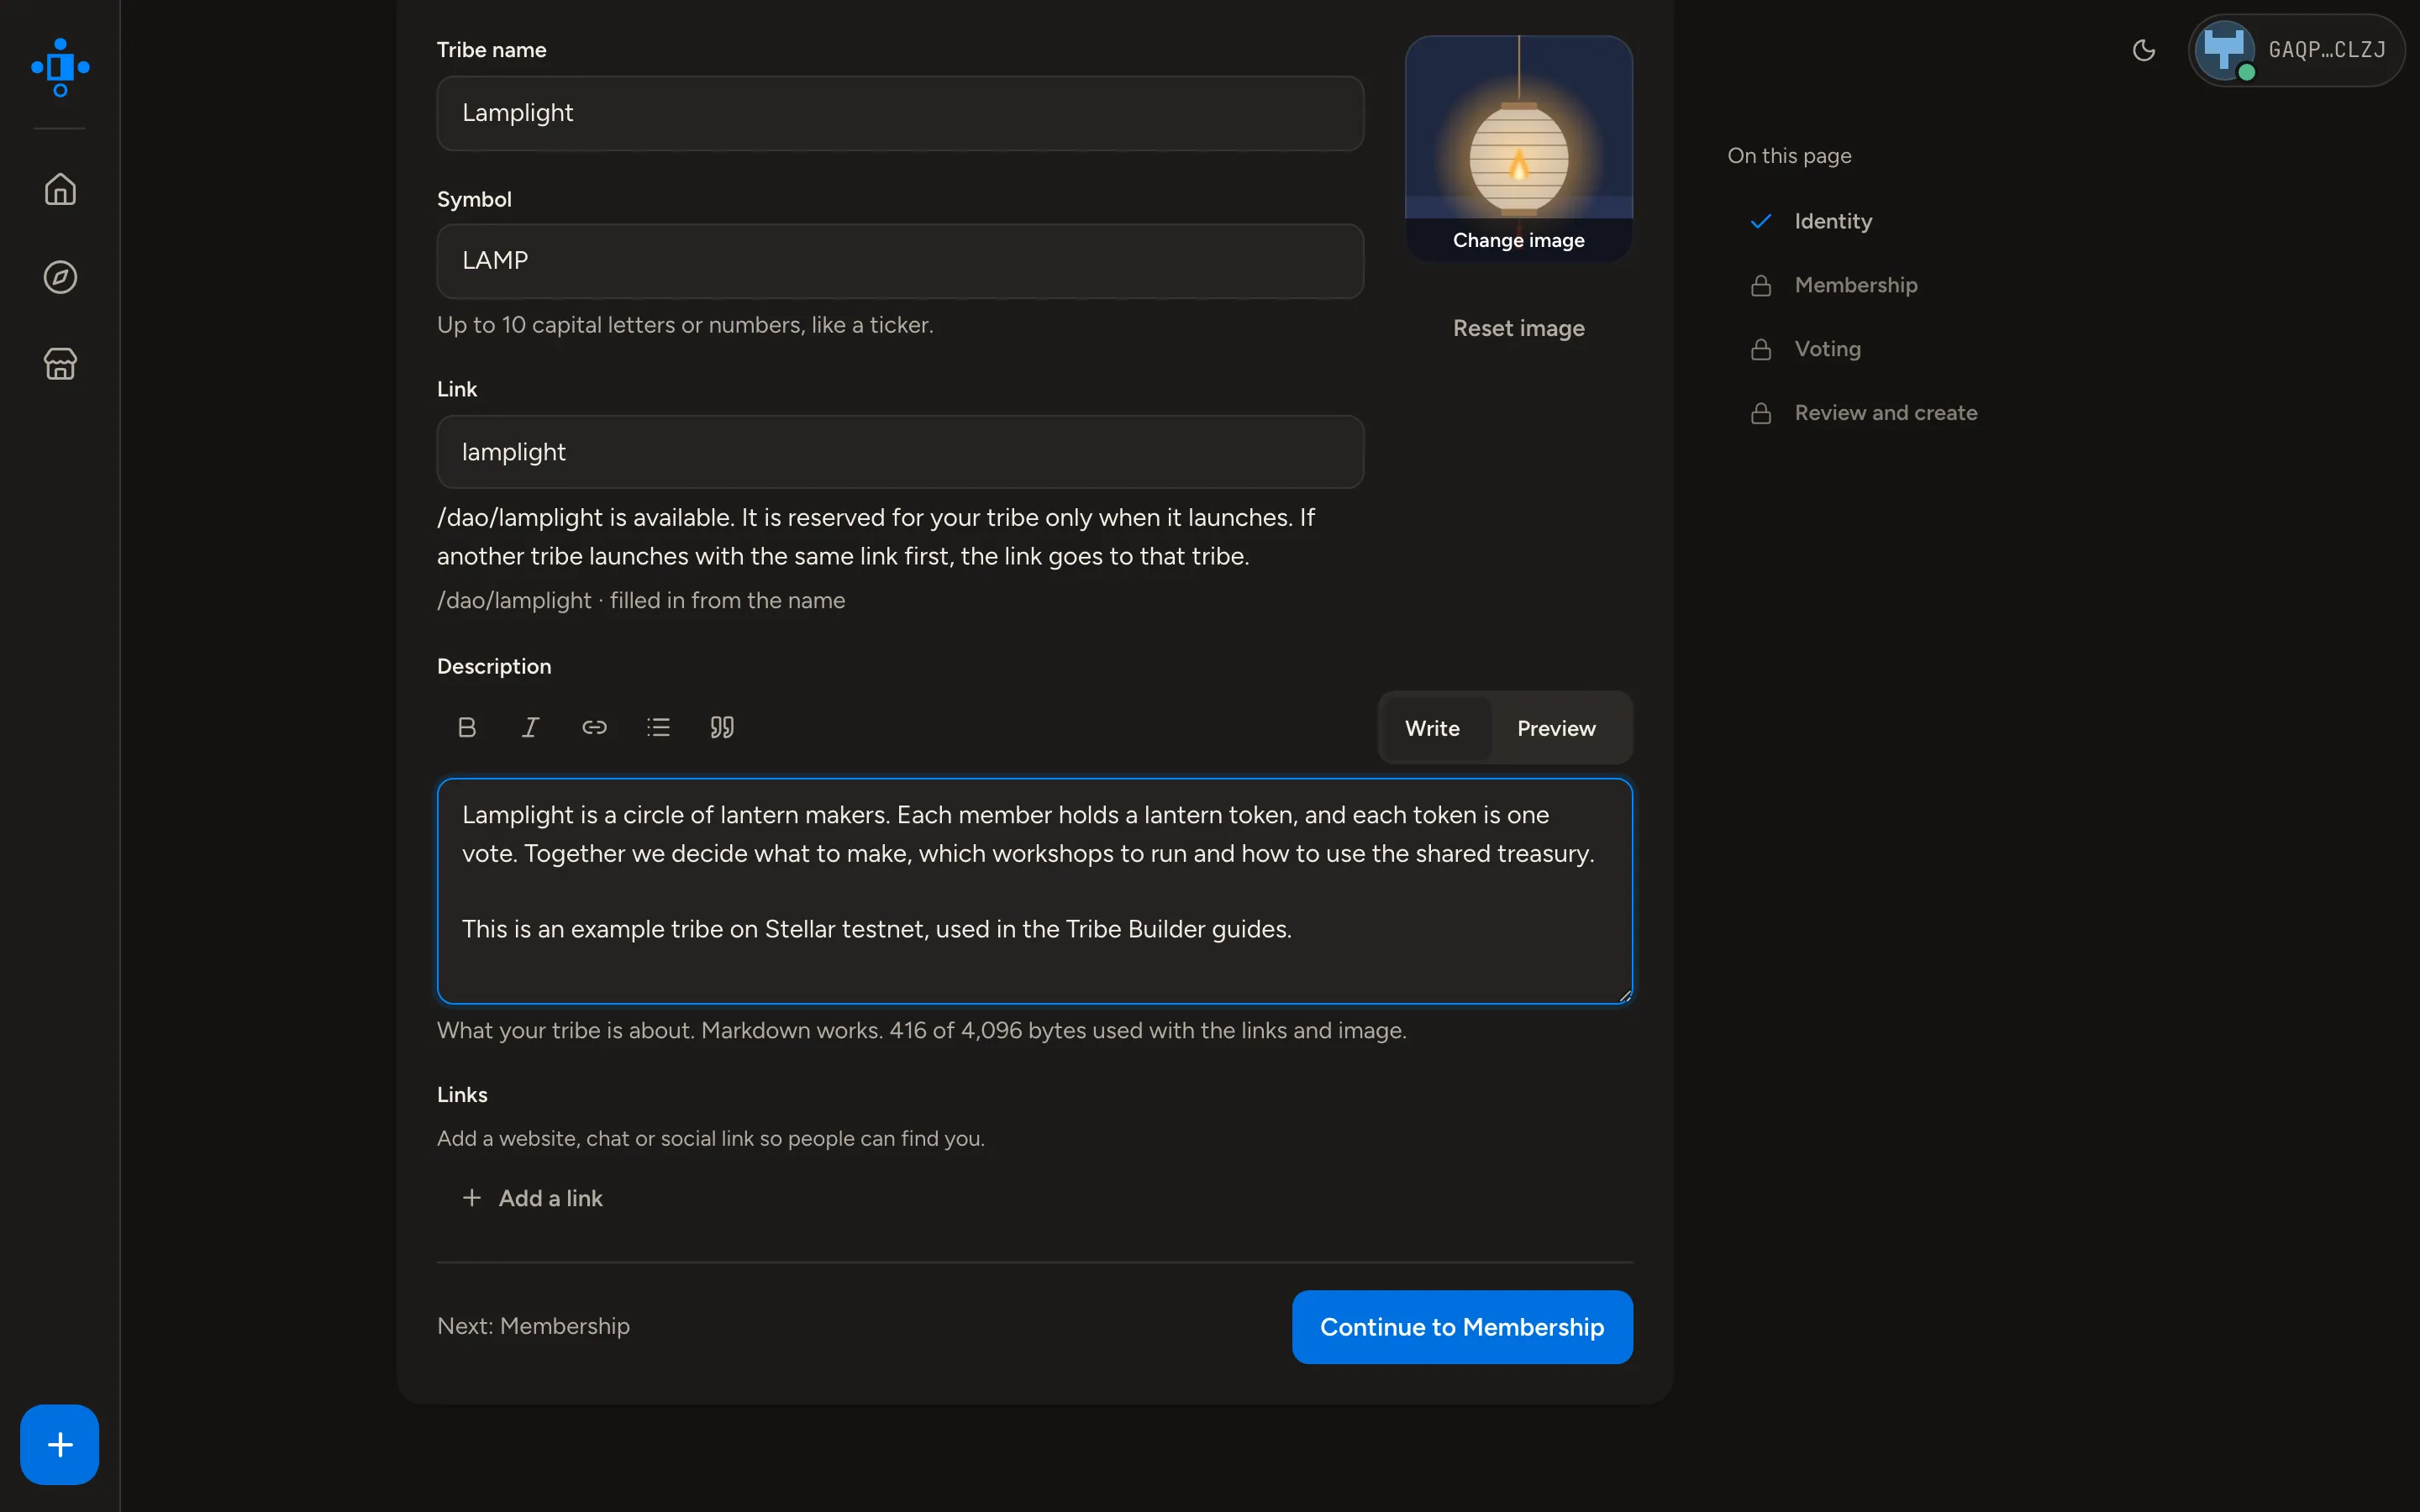 Tribe name
Lamplight
Symbol
LAMP
Up to 10 capital letters or numbers, like a ticker.
Link
lamplight
/dao/lamplight is available. It is reserved for your tribe only when it launches. If
another tribe launches with the same link first, the link goes to that tribe.
/dao/lamplight · filled in from the name
Change image
Reset image
Description
Write
Preview
Lamplight is a circle of lantern makers. Each member holds a lantern token, and each token is one
vote. Together we decide what to make, which workshops to run and how to use the shared treasury.
This is an example tribe on Stellar testnet, used in the Tribe Builder guides.
What your tribe is about. Markdown works. 416 of 4,096 bytes used with the links and image.
Links
Add a website, chat or social link so people can find you.
Add a link
Next: Membership
Continue to Membership
GAQP…CLZJ
On this page
Identity
Membership
Voting
Review and create